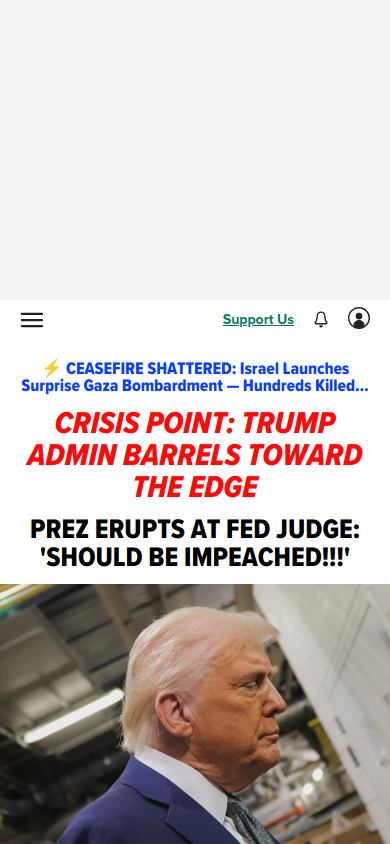 Support Us
⚡ CEASEFIRE SHATTERED: Israel Launches
Surprise Gaza Bombardment — Hundreds Killed...
CRISIS POINT: TRUMP
ADMIN BARRELS TOWARD
THE EDGE
PREZ ERUPTS AT FED JUDGE:
'SHOULD BE IMPEACHED!!!'